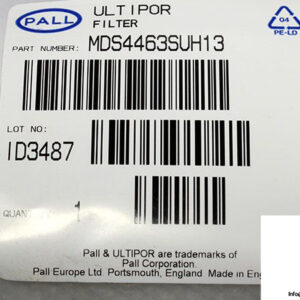 PALL
ULTIPOR
FILTER
04
PE-LD
PART NUMBER: MDS4463SUH13
LOT NO:
ID3487
QUANTITY 1
Pall & ULTIPOR are trademarks of
Pall Corporation.
Pall Europe Ltd Portsmouth, England Made in Eng